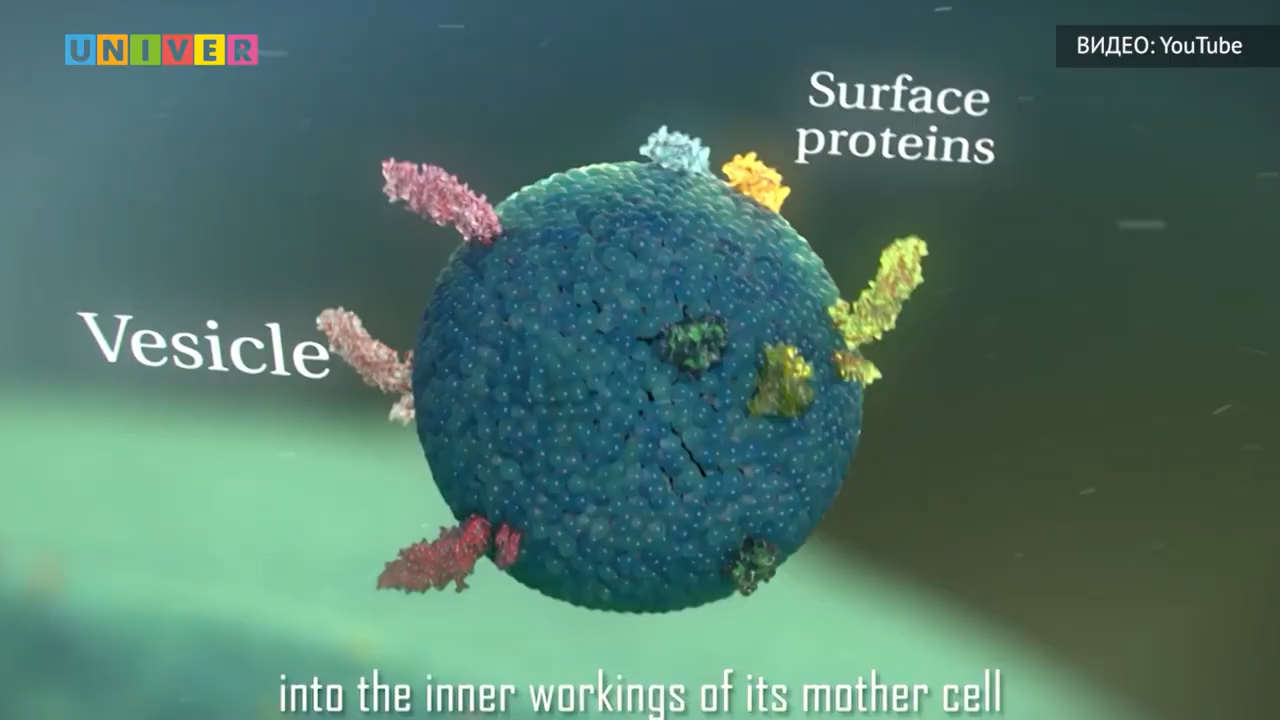 UNIVER
ВИДЕО: YouTube
Surface
proteins
Vesicle
into the inner workings of its mother cell